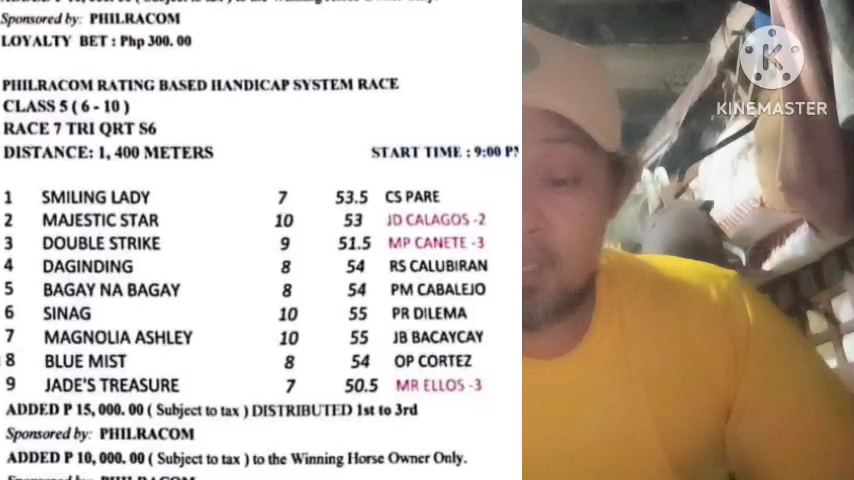 Sponsored by: PHILRACOM
LOYALTY BET : Php 300. 00
PHILRACOM RATING BASED HANDICAP SYSTEM RACE
CLASS 5 ( 6 - 10 )
RACE 7 TRI QRT S6
DISTANCE: 1, 400 METERS START TIME : 9:00 P
1 SMILING LADY 7 53.5 CS PARE
2 MAJESTIC STAR 10 53 JD CALAGOS -2
3 DOUBLE STRIKE 9 51.5 MP CANETE -3
4 DAGINDING 8 54 RS CALUBIRAN
5 BAGAY NA BAGAY 8 54 PM CABALEJO
6 SINAG 10 55 PR DILEMA
7 MAGNOLIA ASHLEY 10 55 JB BACAYCAY
8 BLUE MIST 8 54 OP CORTEZ
9 JADE'S TREASURE 7 50.5 MR ELLOS -3
ADDED P 15, 000. 00 ( Subject to tax ) DISTRIBUTED 1st to 3rd
Sponsored by: PHILRACOM
ADDED P 10, 000. 00 ( Subject to tax ) to the Winning Horse Owner Only.
K
KINEMASTER